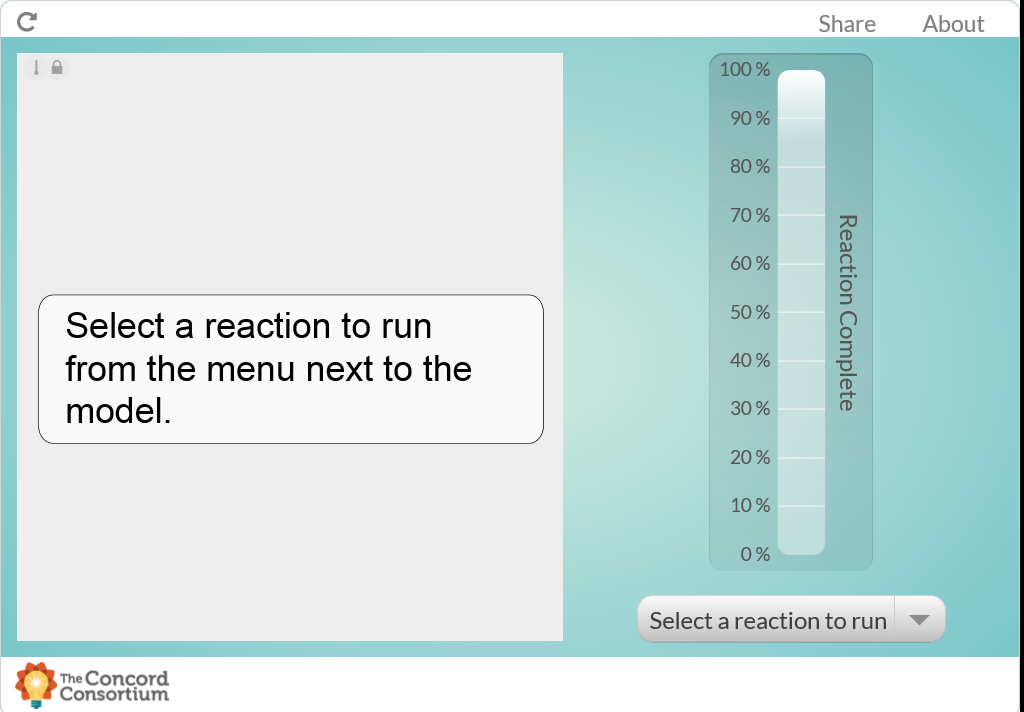 Share About
Select a reaction to run
from the menu next to the
model.
100 %
90 %
80 %
70 %
60 %
50 %
40 %
30 %
20 %
10 %
0 %
Reaction Complete
Select a reaction to run
The Concord
Consortium